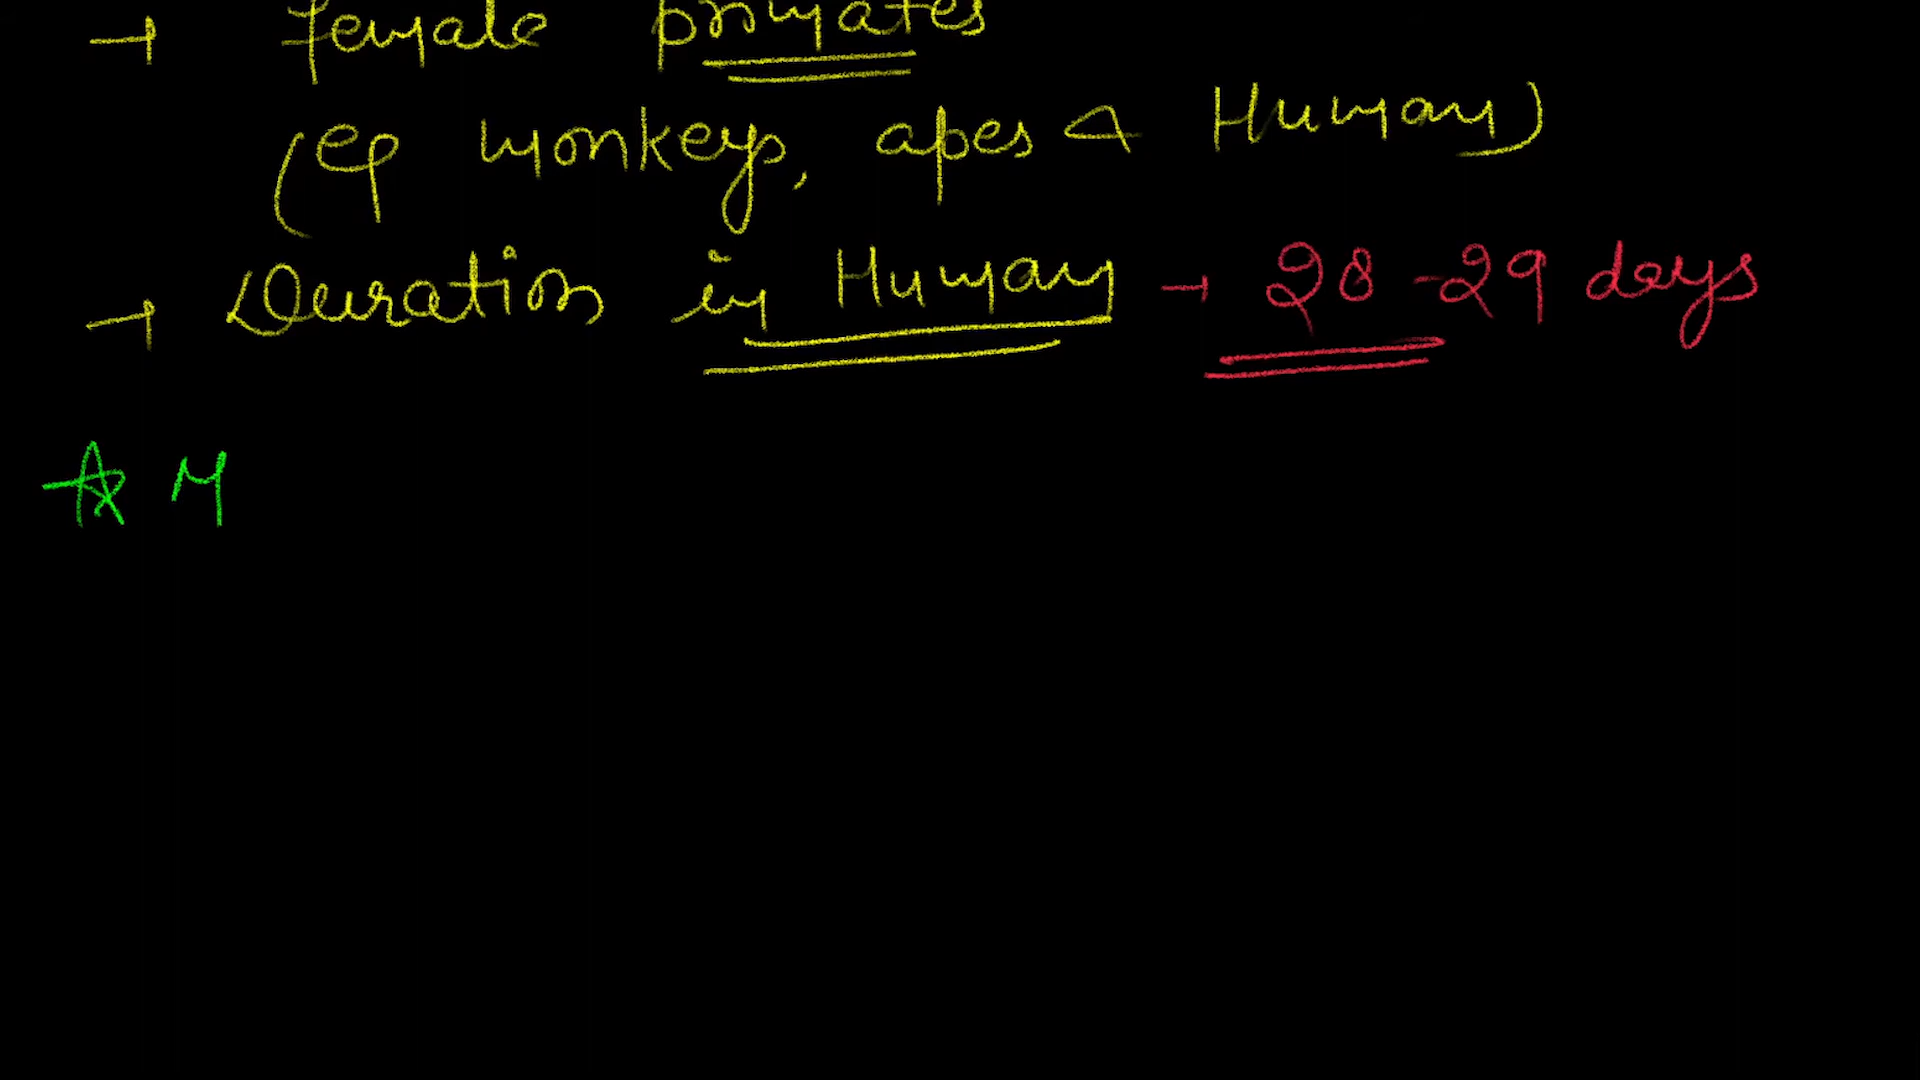 → female primates
(eg monkeys, apes & Human)
→ Duration in Human → 28-29 days
☆ M